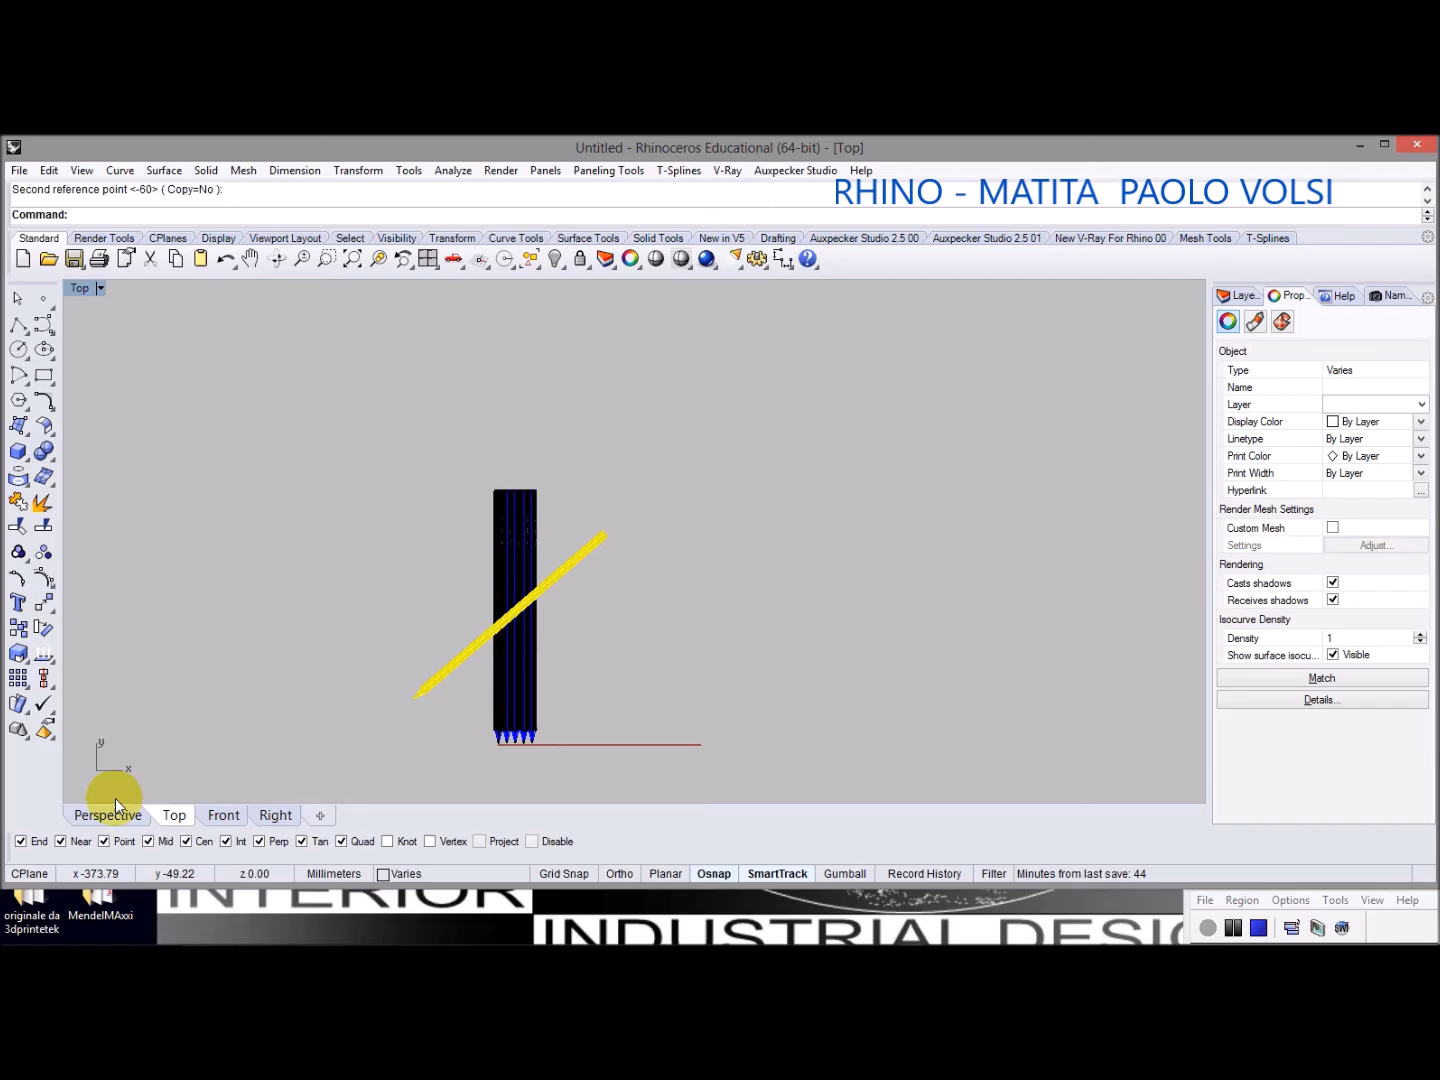 Untitled - Rhinoceros Educational (64-bit) - [Top]
File Edit View Curve Surface Solid Mesh Dimension Transform Tools Analyze Render Panels Paneling Tools T-Splines V-Ray Auxpecker Studio Help
Second reference point <-60> ( Copy=No ):
RHINO - MATITA PAOLO VOLSI
Command:
Standard Render Tools CPlanes Display Viewport Layout Select Visibility Transform Curve Tools Surface Tools Solid Tools New in V5 Drafting Auxpecker Studio 2.5 00 Auxpecker Studio 2.5 01 New V-Ray For Rhino 00 Mesh Tools T-Splines
Top
Laye... Prop... Help Nam...
Object
Type Varies
Name
Layer
Display Color By Layer
Linetype By Layer
Print Color By Layer
Print Width By Layer
Hyperlink ...
Render Mesh Settings
Custom Mesh
Settings Adjust...
Rendering
Casts shadows
Receives shadows
Isocurve Density
Density 1
Show surface isocu... Visible
Match
Details...
y
x
Perspective Top Front Right
End Near Point Mid Cen Int Perp Tan Quad Knot Vertex Project Disable
CPlane x -373.79 y -49.22 z 0.00 Millimeters Varies Grid Snap Ortho Planar Osnap SmartTrack Gumball Record History Filter Minutes from last save: 44
originale da
3dprintetek
MendelMAxxi
INTERIOR
INDUSTRIAL DESI
File Region Options Tools View Help